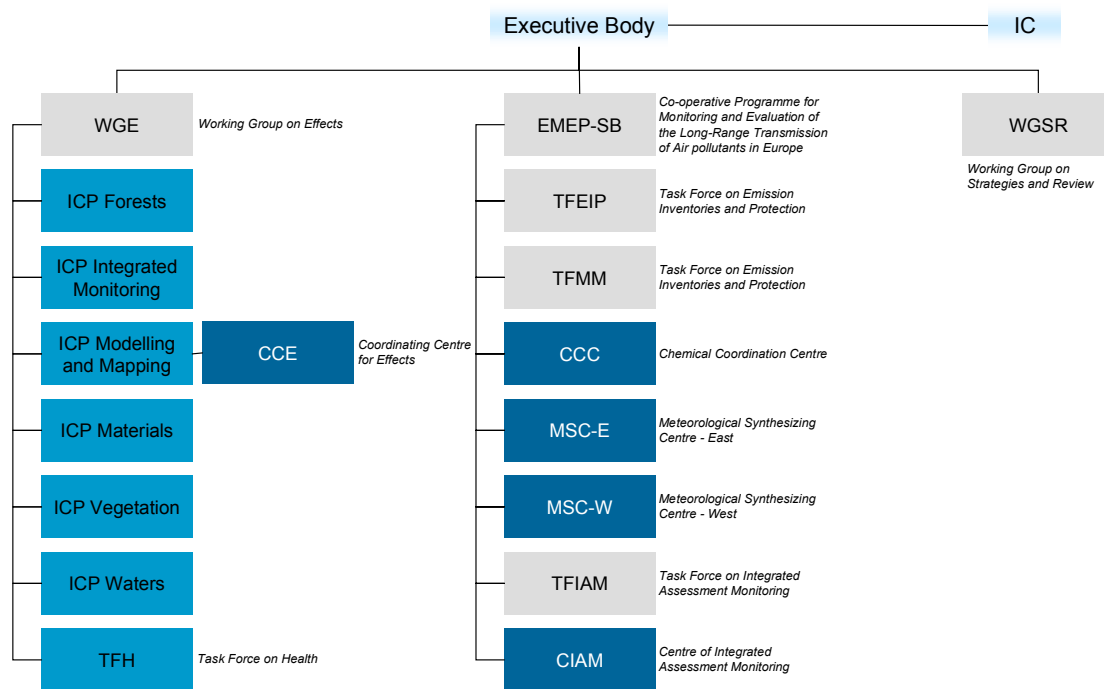 Executive Body
IC
WGE
Working Group on Effects
EMEP-SB
Co-operative Programme for
Monitoring and Evaluation of
the Long-Range Transmission
of Air pollutants in Europe
WGSR
Working Group on
Strategies and Review
ICP Forests
TFEIP
Task Force on Emission
Inventories and Protection
ICP Integrated
Monitoring
TFMM
Task Force on Emission
Inventories and Protection
ICP Modelling
and Mapping
CCE
Coordinating Centre
for Effects
CCC
Chemical Coordination Centre
ICP Materials
MSC-E
Meteorological Synthesizing
Centre - East
ICP Vegetation
MSC-W
Meteorological Synthesizing
Centre - West
ICP Waters
TFIAM
Task Force on Integrated
Assessment Monitoring
TFH
Task Force on Health
CIAM
Centre of Integrated
Assessment Monitoring